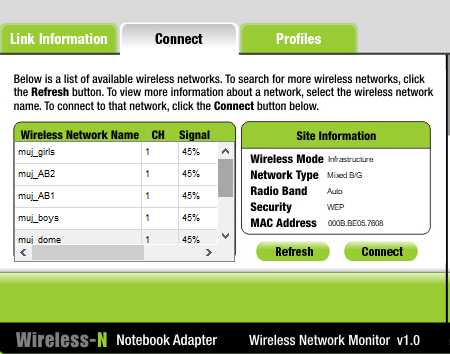 Link Information Connect Profiles
Below is a list of available wireless networks. To search for more wireless networks, click
the Refresh button. To view more information about a network, select the wireless network
name. To connect to that network, click the Connect button below.
Wireless Network Name CH Signal
muj_girls 1 45%
muj_AB2 1 45%
muj_AB1 1 45%
muj_boys 1 45%
muj_dome 1 45%
Site Information
Wireless Mode Infrastructure
Network Type Mixed B/G
Radio Band Auto
Security WEP
MAC Address 000B.BE05.7608
Refresh Connect
Wireless-N Notebook Adapter Wireless Network Monitor v1.0